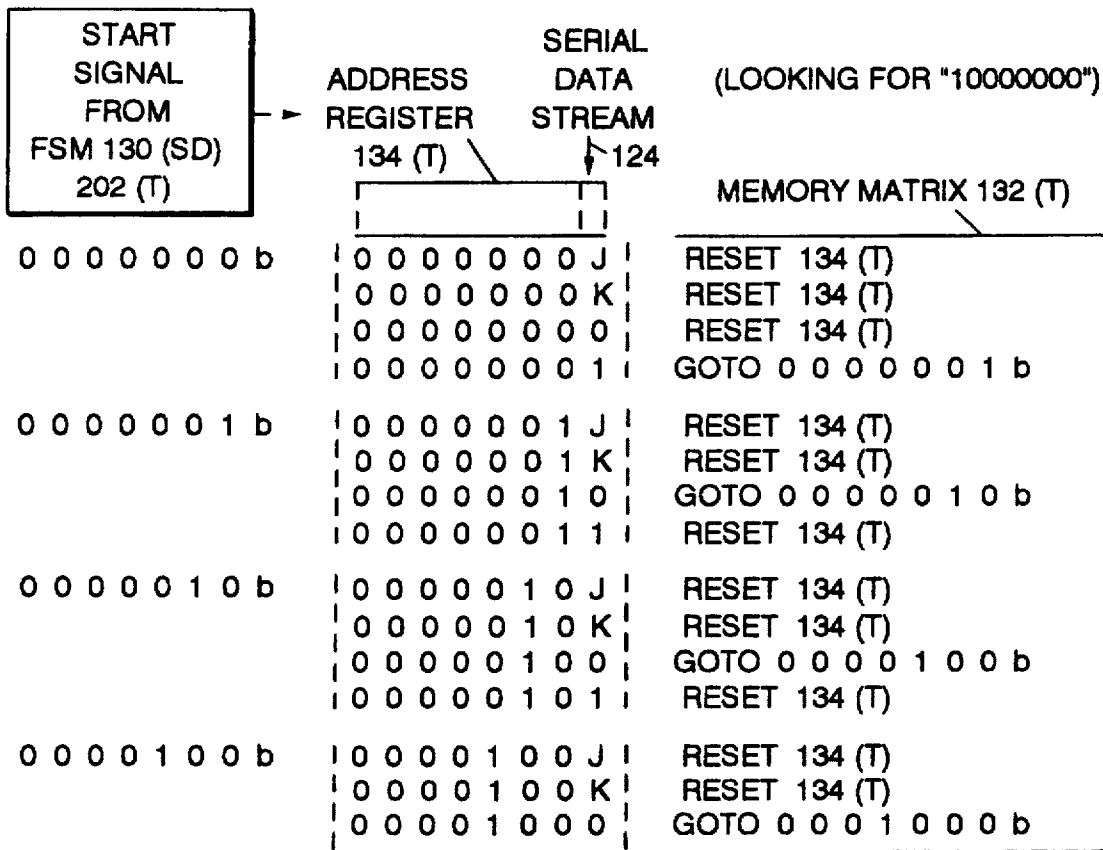 START
SIGNAL
FROM
FSM 130 (SD)
202 (T)
ADDRESS
REGISTER
134 (T)
SERIAL
DATA
STREAM
124
(LOOKING FOR "10000000")
MEMORY MATRIX 132 (T)
0 0 0 0 0 0 0 b 0 0 0 0 0 0 0 J RESET 134 (T)
0 0 0 0 0 0 0 K RESET 134 (T)
0 0 0 0 0 0 0 0 RESET 134 (T)
0 0 0 0 0 0 0 1 GOTO 0 0 0 0 0 0 1 b
0 0 0 0 0 0 1 b 0 0 0 0 0 0 1 J RESET 134 (T)
0 0 0 0 0 0 1 K RESET 134 (T)
0 0 0 0 0 0 1 0 GOTO 0 0 0 0 0 1 0 b
0 0 0 0 0 0 1 1 RESET 134 (T)
0 0 0 0 0 1 0 b 0 0 0 0 0 1 0 J RESET 134 (T)
0 0 0 0 0 1 0 K RESET 134 (T)
0 0 0 0 0 1 0 0 GOTO 0 0 0 0 1 0 0 b
0 0 0 0 0 1 0 1 RESET 134 (T)
0 0 0 0 1 0 0 b 0 0 0 0 1 0 0 J RESET 134 (T)
0 0 0 0 1 0 0 K RESET 134 (T)
0 0 0 0 1 0 0 0 GOTO 0 0 0 1 0 0 0 b